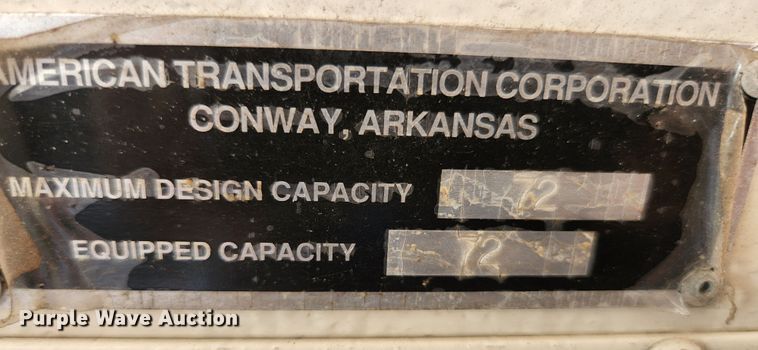 AMERICAN TRANSPORTATION CORPORATION
CONWAY, ARKANSAS
MAXIMUM DESIGN CAPACITY 72
EQUIPPED CAPACITY 72
Purple Wave Auction